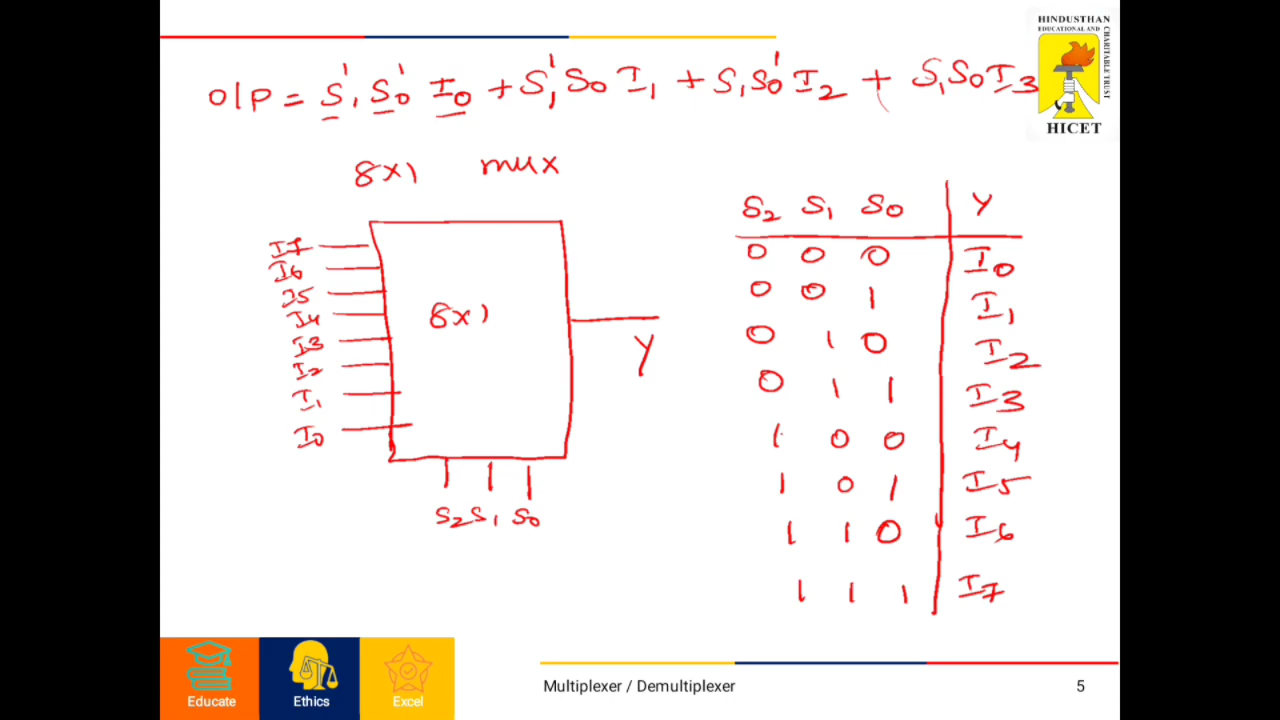 HINDUSTHAN
EDUCATIONAL AND
CHARITABLE TRUST
HICET
O/P = S₁' S₀' I₀ + S₁' S₀ I₁ + S₁ S₀' I₂ + S₁ S₀ I₃
8x1 mux
S₂ S₁ S₀ Y
0 0 0 I₀
0 0 1 I₁
0 1 0 I₂
0 1 1 I₃
1 0 0 I₄
1 0 1 I₅
1 1 0 I₆
1 1 1 I₇
I₇
I₆
I₅
I₄
I₃
I₂
I₁
I₀
8x1
Y
S₂ S₁ S₀
Educate
Ethics
Excel
Multiplexer / Demultiplexer
5